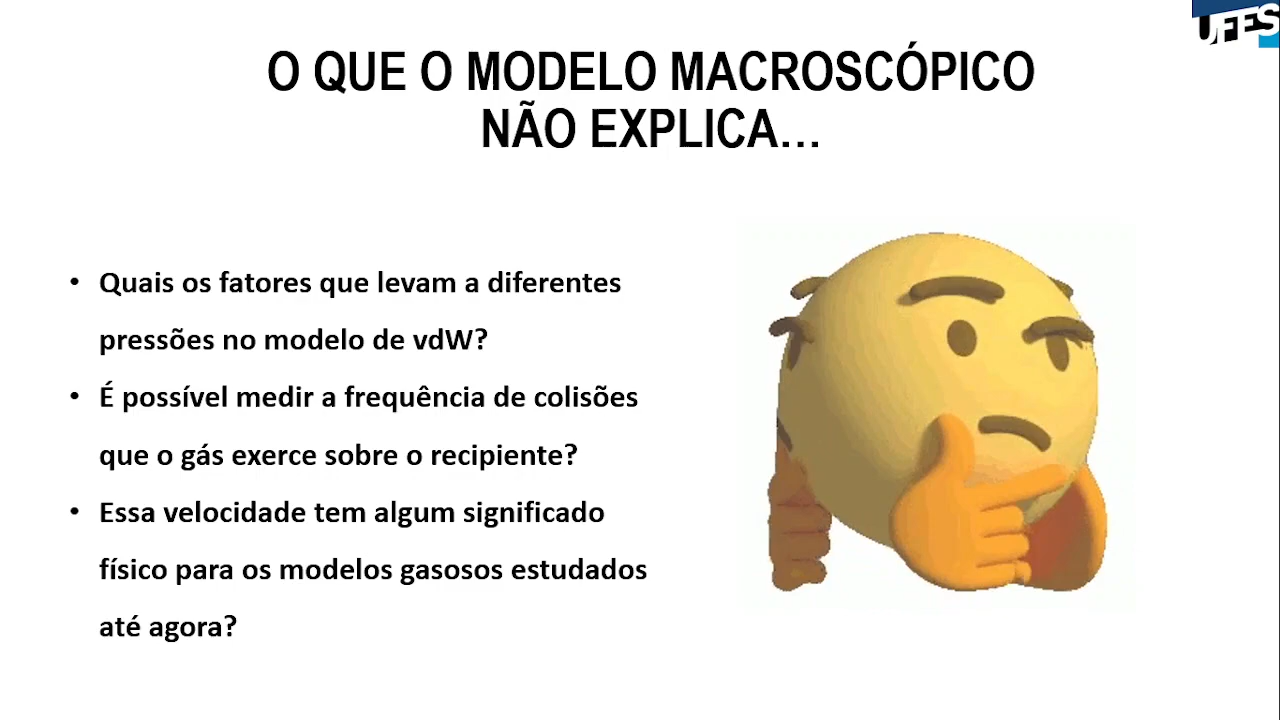 UFES
O QUE O MODELO MACROSCÓPICO
NÃO EXPLICA...
• Quais os fatores que levam a diferentes
pressões no modelo de vdW?
• É possível medir a frequência de colisões
que o gás exerce sobre o recipiente?
• Essa velocidade tem algum significado
físico para os modelos gasosos estudados
até agora?